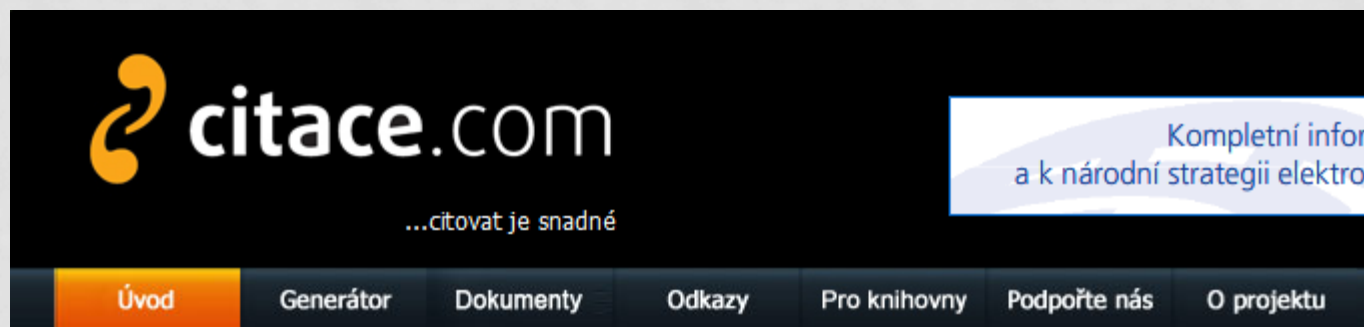 citace.com
...citovat je snadné
Kompletní
a k národní strategii
Úvod Generátor Dokumenty Odkazy Pro knihovny Podpořte nás O projektu